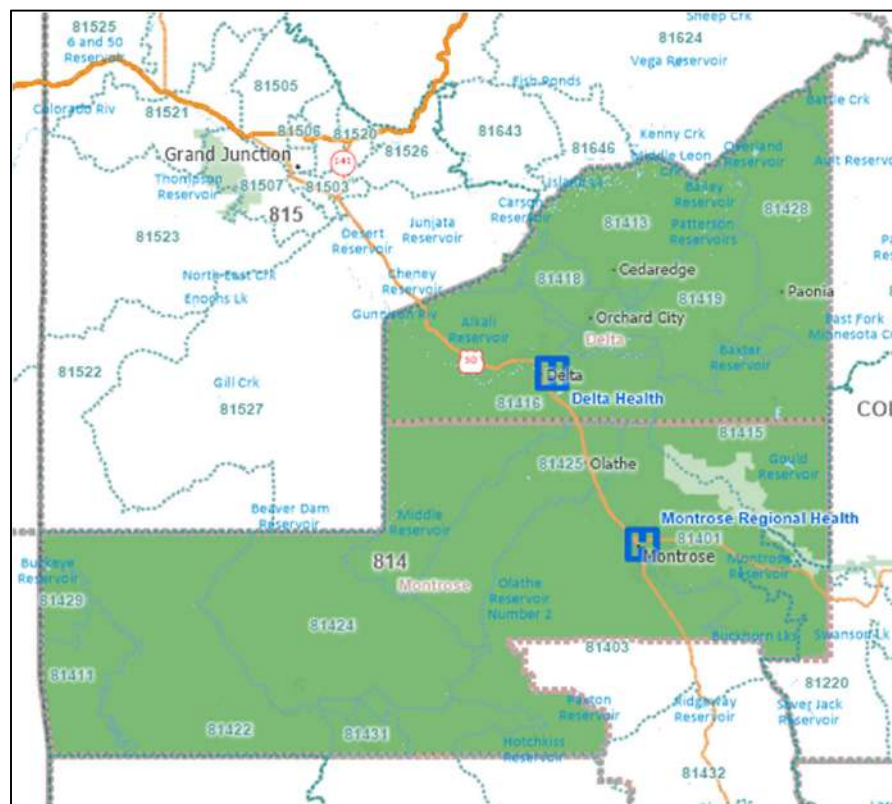 Sheep Crk
81525
6 and 50
Reservoir
81624
Vega Reservoir
81505
Fish Ponds
Colorado Riv
81521
Battle Crk
81506
81520
81643
Kenny Crk
Grand Junction
141
81526
81646
Middle Leon
Crk
Overland
Reservoir
Thompson
Reservoir
81507
81503
Island Lk
Bailey
Reservoir
815
Carson
Reservoir
81413
81428
Junjata
Reservoir
Patterson
Reservoirs
81523
Desert
Reservoir
North East Crk
Enochs Lk
Cheney
Reservoir
81418
Cedaredge
81419
Paonia
Gunnison Riv
Alkali
Reservoir
Orchard City
East Fork
Minnesota
Delta
50
Baxter
Reservoir
81522
Gill Crk
Delta
81527
81416
Delta Health
81415
81425
Olathe
Gould
Reservoir
Beaver Dam
Reservoir
Middle
Reservoir
Montrose Regional Health
81401
Buckeye
Reservoir
814
Montrose
Montrose
Reservoir
Montrose
81429
Olathe
Reservoir
Number 2
81424
Buckhorn Lks
Swanson Lk
81403
81411
81220
Paxton
Reservoir
Ridgway
Reservoir
Silver Jack
Reservoir
81422
81431
Hotchkiss
Reservoir
81432